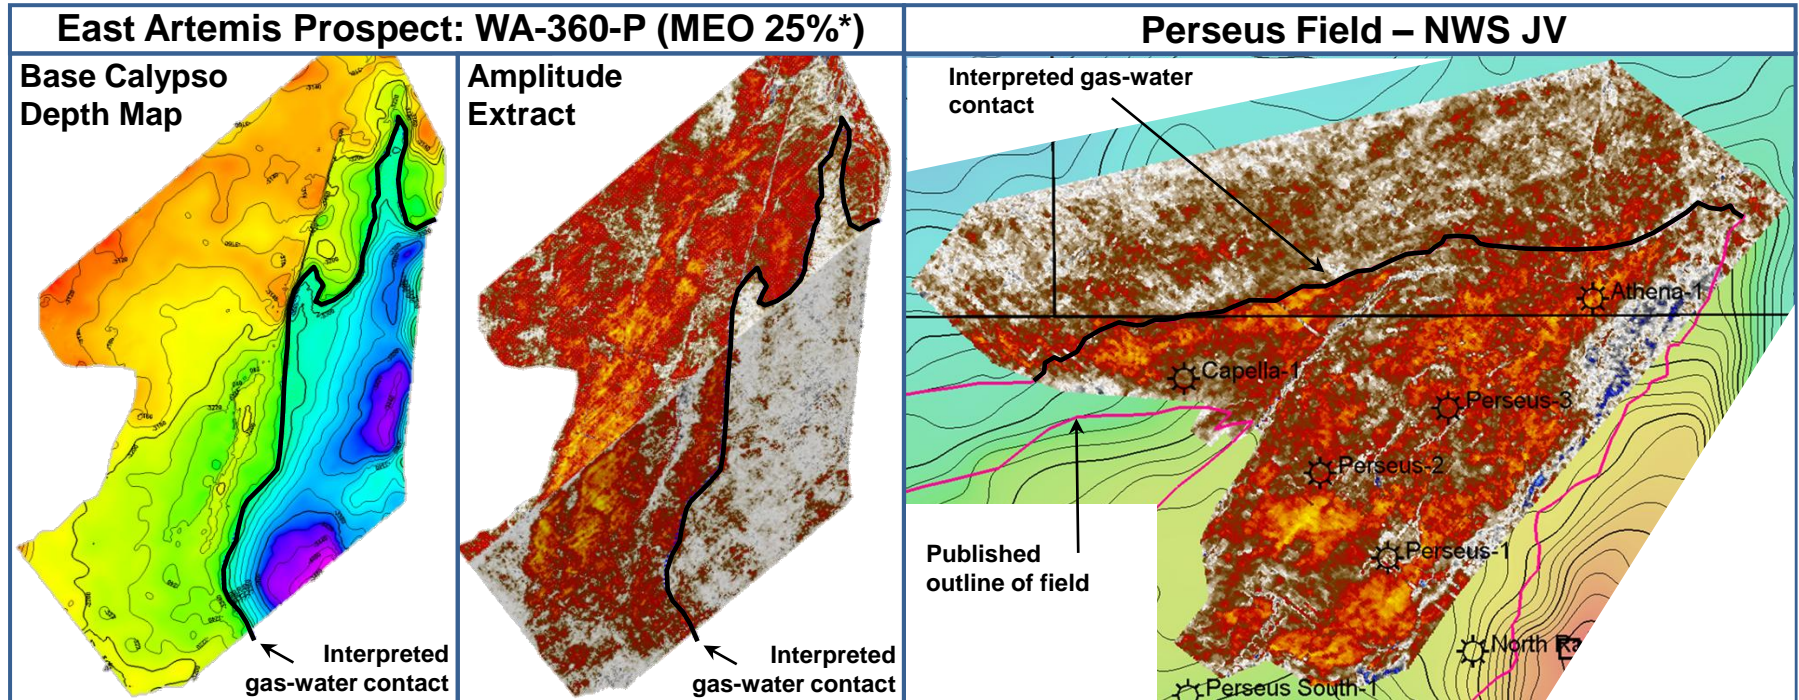 East Artemis Prospect: WA-360-P (MEO 25%*)
Perseus Field – NWS JV
Base Calypso
Depth Map
Amplitude
Extract
Interpreted gas-water
contact
Athena-1
Capella-1
Perseus-3
Perseus-2
Perseus-1
Published
outline of field
North
Perseus South-1
Interpreted
gas-water contact
Interpreted
gas-water contact